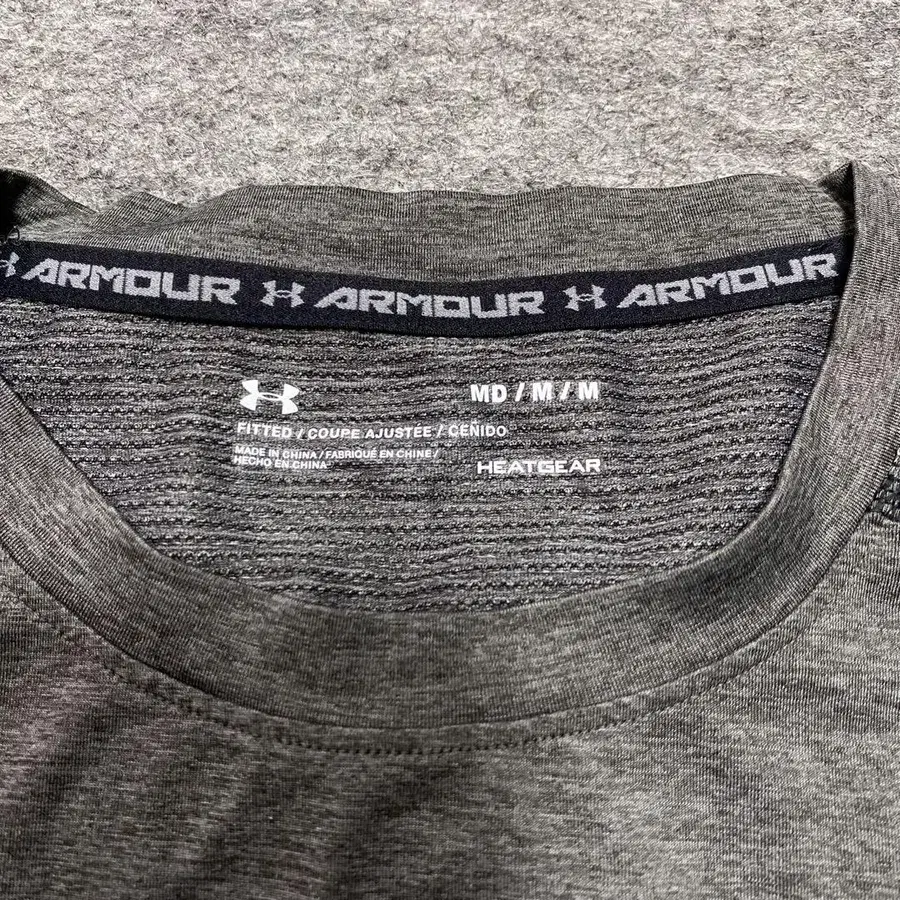 ARMOUR ARMOUR ARMOUR
MD / M / M
FITTED / COUPE AJUSTÉE / CEÑIDO
MADE IN CHINA / FABRIQUÉ EN CHINE /
HECHO EN CHINA
HEATGEAR